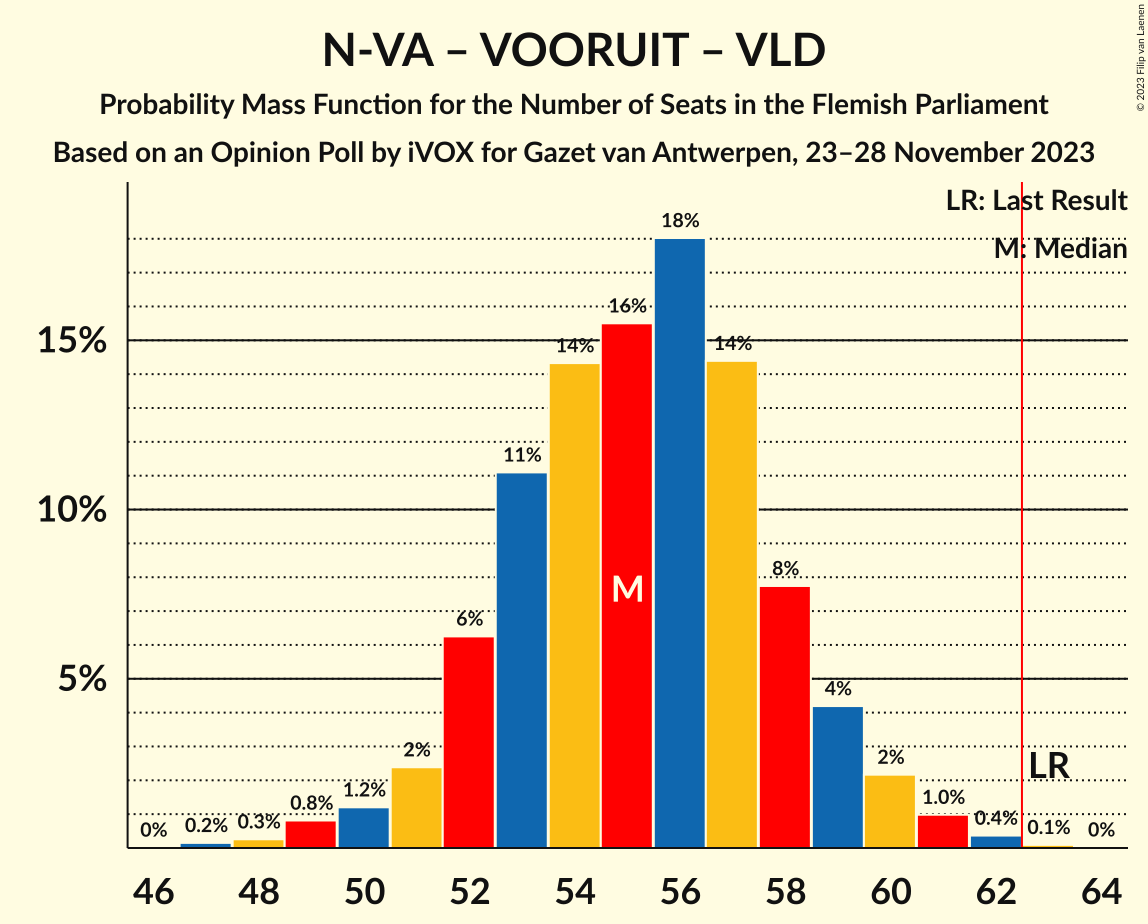 N-VA – VOORUIT – VLD
Probability Mass Function for the Number of Seats in the Flemish Parliament
Based on an Opinion Poll by iVOX for Gazet van Antwerpen, 23–28 November 2023
© 2023 Filip van Laenen
LR: Last Result
M: Median
18%
16%
14%
14%
15%
11%
10%
8%
M
6%
5%
4%
2%
2%
LR
1.2%
1.0%
0.8%
0.4%
0.3%
0.2%
0.1%
0%
0%
46 48 50 52 54 56 58 60 62 64